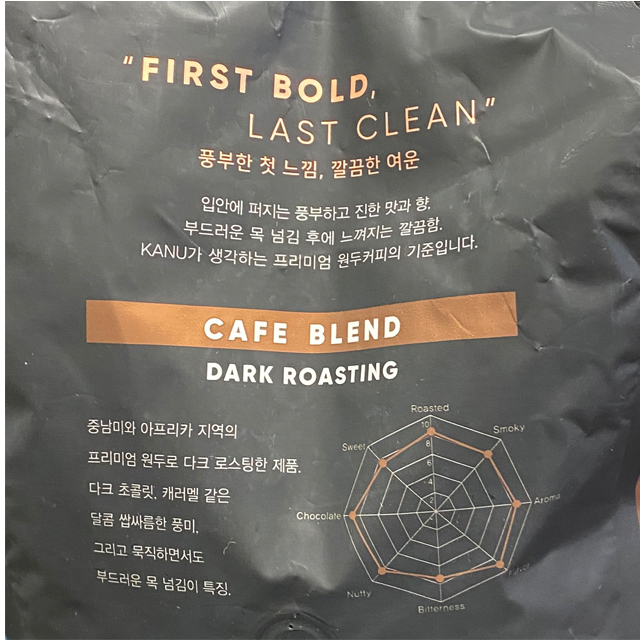 "FIRST BOLD,
LAST CLEAN"
풍부한 첫 느낌, 깔끔한 여운
입안에 퍼지는 풍부하고 진한 맛과 향.
부드러운 목 넘김 후에 느껴지는 깔끔함.
KANU가 생각하는 프리미엄 원두커피의 기준입니다.
CAFE BLEND
DARK ROASTING
중남미와 아프리카 지역의
프리미엄 원두로 다크 로스팅한 제품.
다크 초콜릿, 캐러멜 같은
달콤 쌉싸름한 풍미,
그리고 묵직하면서도
부드러운 목 넘김이 특징.
Roasted
Smoky
Aroma
Bitterness
Nutty
Chocolate
Sweet
10
8
6
4
2